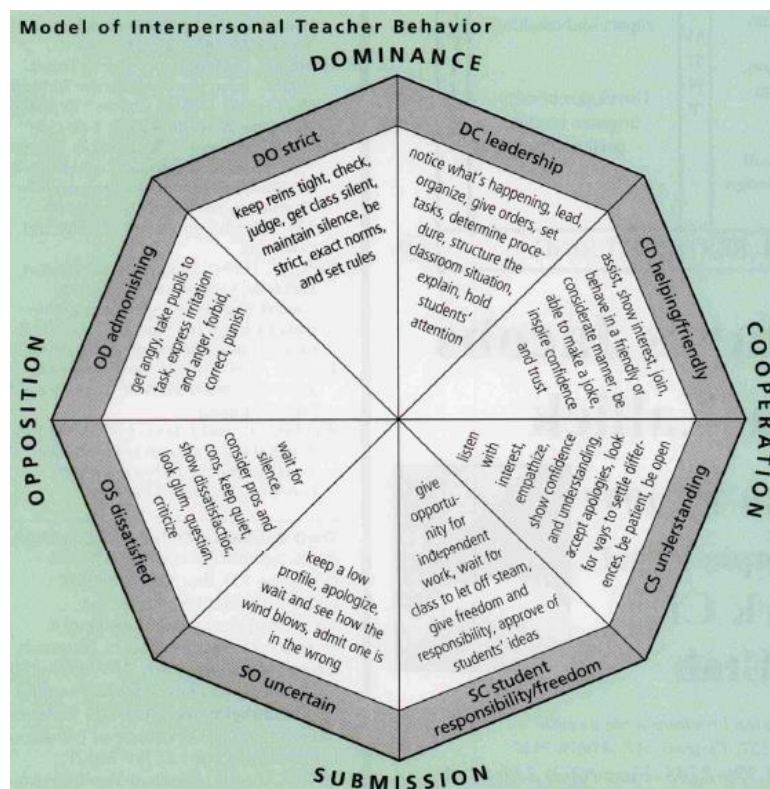 Model of Interpersonal Teacher Behavior
DOMINANCE
DO strict
keep reins tight, check,
judge, get class silent,
maintain silence, be
strict, exact norms,
and set rules
DC leadership
notice what's happening, lead,
organize, give orders, set
tasks, determine proce-
dure, structure the
classroom situation,
explain, hold
students'
attention
CD helping/friendly
assist, show interest, join,
behave in a friendly or
considerate manner, be
able to make a joke,
inspire confidence
and trust
COOPERATION
CS understanding
listen
with
interest,
empathize,
show confidence
and understanding,
accept apologies, look
for ways to settle differ-
ences, be patient, be open
SC student
responsibility/freedom
give
opportu-
nity for
independent
work, wait for
class to let off steam,
give freedom and
responsibility, approve of
students' ideas
SUBMISSION
SO uncertain
keep a low
profile, apologize,
wait and see how the
wind blows, admit one is
in the wrong
OS dissatisfied
wait for
silence,
consider pros and
cons, keep quiet,
show dissatisfaction,
look glum, question,
criticize
OPPOSITION
OD admonishing
get angry, take pupils to
task, express irritation
and anger, forbid,
correct, punish